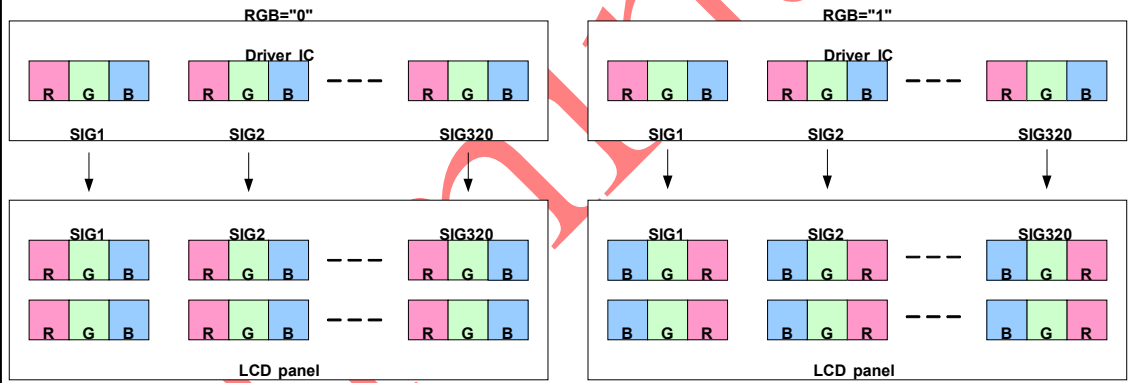 RGB="0" RGB="1"
Driver IC Driver IC
R G B R G B R G B R G B R G B R G B
SIG1 SIG2 SIG320 SIG1 SIG2 SIG320
SIG1 SIG2 SIG320 SIG1 SIG2 SIG320
R G B R G B R G B B G R B G R B G R
R G B R G B R G B B G R B G R B G R
LCD panel LCD panel